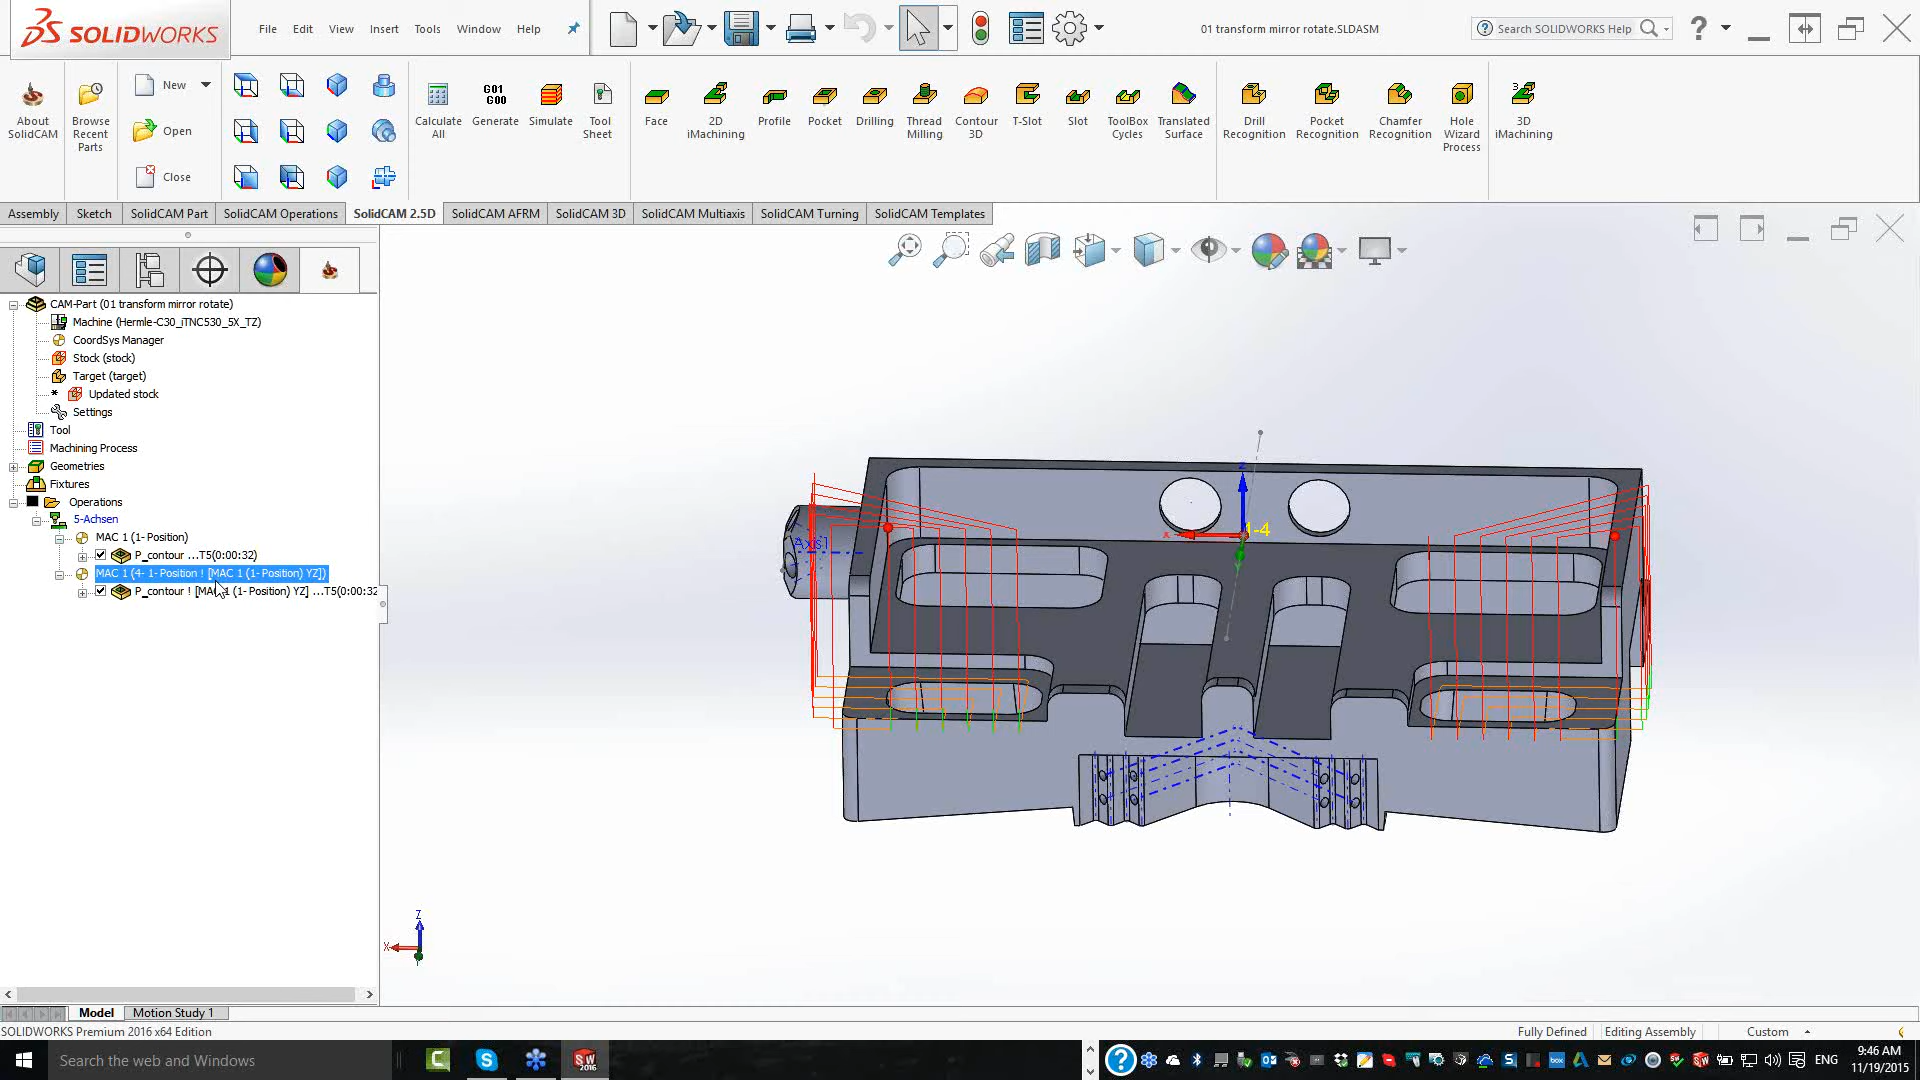 SOLIDWORKS
File Edit View Insert Tools Window Help
01 transform mirror rotate.SLDASM
Search SOLIDWORKS Help
About SolidCAM
Browse Recent Parts
New
Open
Close
Calculate All
G01 G00
Generate
Simulate
Tool Sheet
Face
2D iMachining
Profile
Pocket
Drilling
Thread Milling
Contour 3D
T-Slot
Slot
ToolBox Cycles
Translated Surface
Drill Recognition
Pocket Recognition
Chamfer Recognition
Hole Wizard Process
3D iMachining
Assembly Sketch SolidCAM Part SolidCAM Operations SolidCAM 2.5D SolidCAM AFRM SolidCAM 3D SolidCAM Multiaxis SolidCAM Turning SolidCAM Templates
CAM-Part (01 transform mirror rotate)
Machine (Hermle-C30_iTNC530_5X_TZ)
CoordSys Manager
Stock (stock)
Target (target)
* Updated stock
Settings
Tool
Machining Process
Geometries
Fixtures
Operations
5-Achsen
MAC 1 (1- Position)
P_contour ...T5(0:00:32)
MAC 1 (4- 1- Position ! [MAC 1 (1- Position) YZ])
P_contour ! [MAC 1 (1- Position) YZ] ...T5(0:00:32
Axis1
Z
X
1-4
Z
X
Model Motion Study 1
SOLIDWORKS Premium 2016 x64 Edition
Fully Defined Editing Assembly Custom
Search the web and Windows
ENG
9:46 AM
11/19/2015